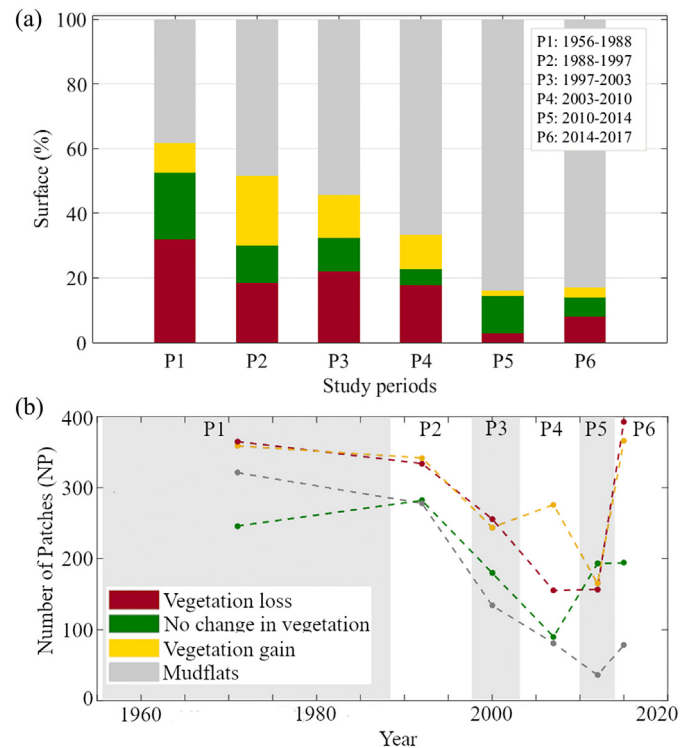 (a)
100
80
60
40
20
0
Surface (%)
P1: 1956-1988
P2: 1988-1997
P3: 1997-2003
P4: 2003-2010
P5: 2010-2014
P6: 2014-2017
P1 P2 P3 P4 P5 P6
Study periods
(b)
400
300
200
100
0
Number of Patches (NP)
P1 P2 P3 P4 P5 P6
Vegetation loss
No change in vegetation
Vegetation gain
Mudflats
1960 1980 2000 2020
Year